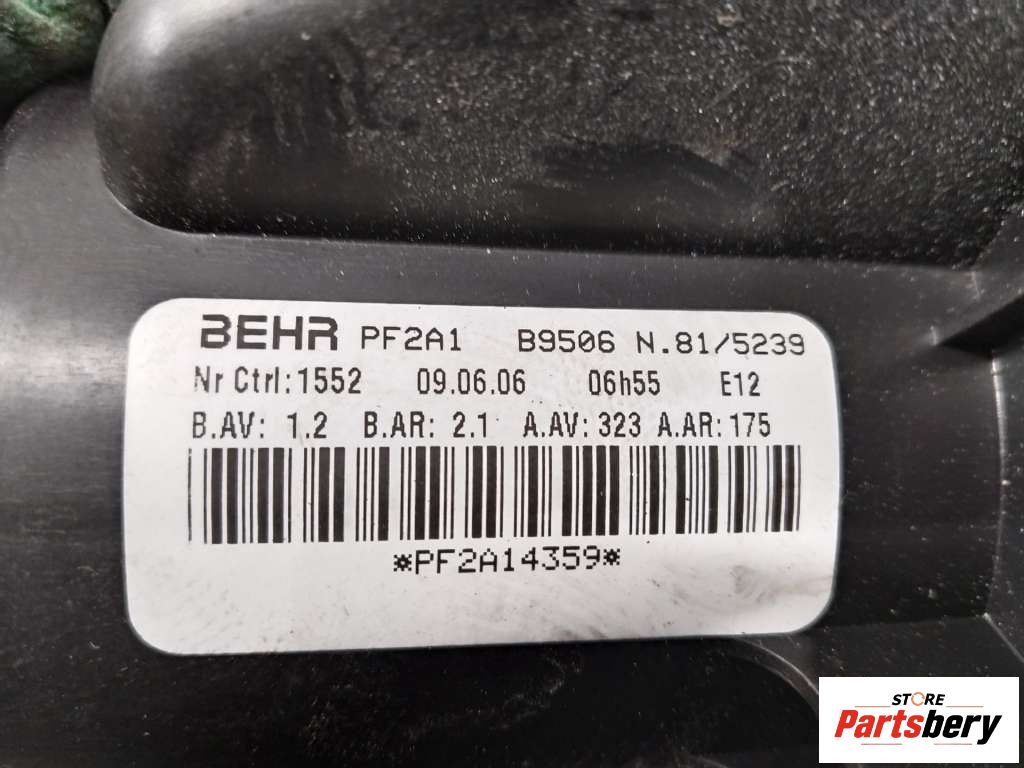 BEHR PF2A1 B9506 N.81/5239
Nr Ctrl:1552 09.06.06 06h55 E12
B.AV: 1.2 B.AR: 2.1 A.AV: 323 A.AR: 175
*PF2A14359*
STORE
Partsbery